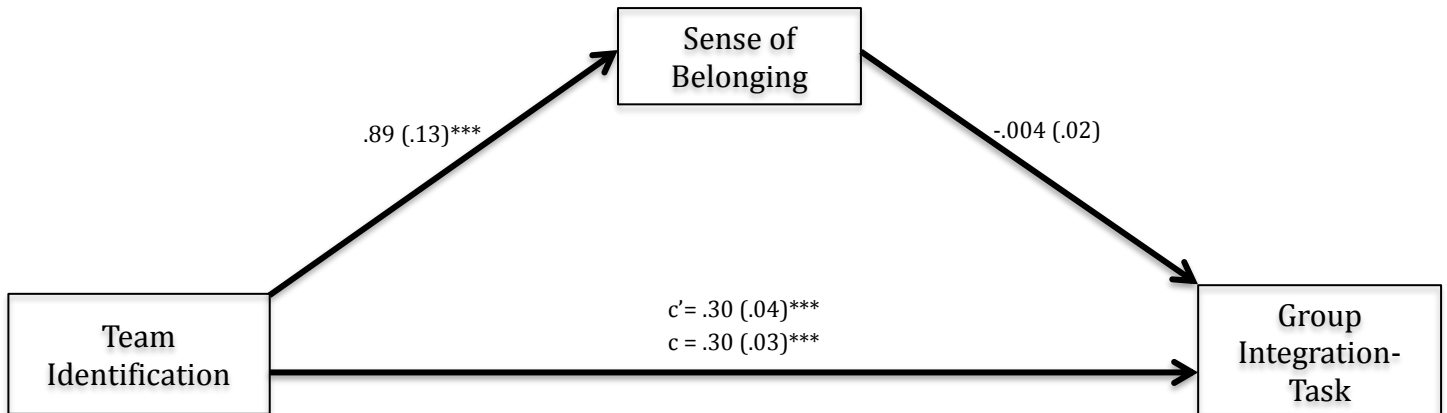 Sense of
Belonging
.89 (.13)***
-.004 (.02)
c’= .30 (.04)***
c = .30 (.03)***
Team
Identification
Group
Integration-
Task